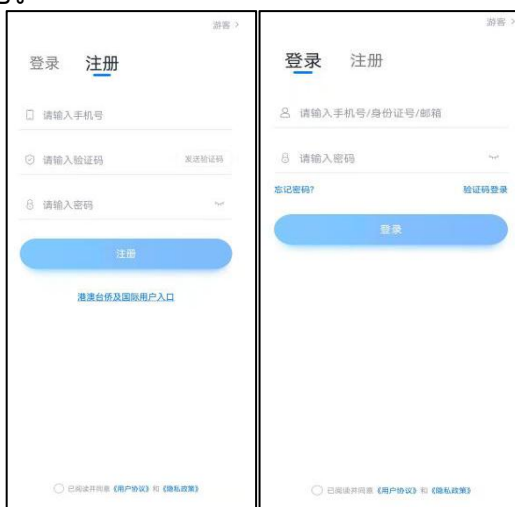 游客 >
登录 注册
请输入手机号
请输入验证码 发送验证码
请输入密码
注册
港澳台侨及国际用户入口
已阅读并同意《用户协议》和《隐私政策》
游客 >
登录 注册
请输入手机号/身份证号/邮箱
请输入密码
忘记密码? 验证码登录
登录
已阅读并同意《用户协议》和《隐私政策》